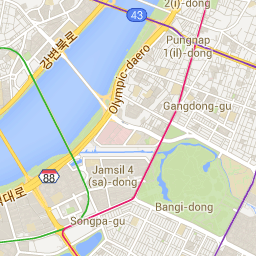 2(i)-dong
43
강변북로
Pungnap
1(il)-dong
Olympic-daero
Gangdong-gu
88
Jamsil 4
(sa)-dong
대로
Bangi-dong
Songpa-gu